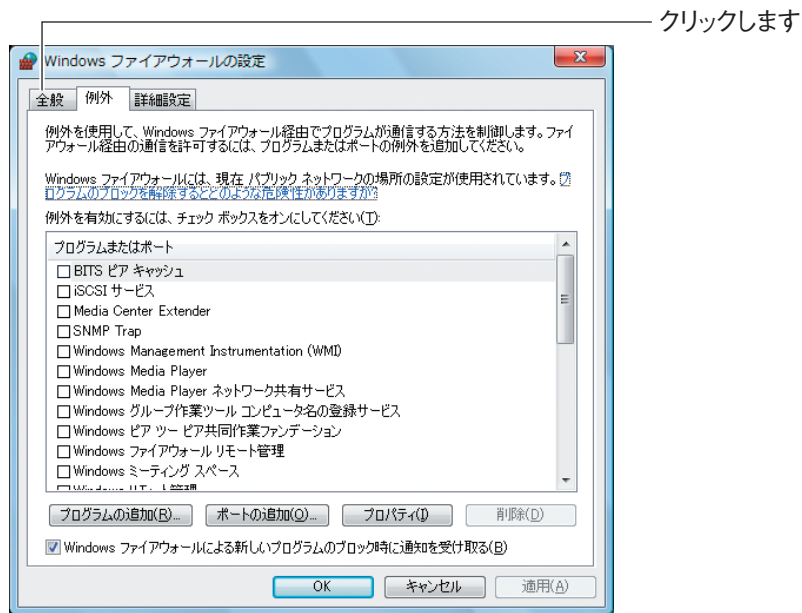 クリックします
Windows ファイアウォールの設定
全般 例外 詳細設定
例外を使用して、Windows ファイアウォール経由でプログラムが通信する方法を制御します。ファイ
アウォール経由の通信を許可するには、プログラムまたはポートの例外を追加してください。
Windows ファイアウォールには、現在 パブリック ネットワークの場所の設定が使用されています。プ
ログラムのブロックを解除するとどのような危険性がありますか?
例外を有効にするには、チェック ボックスをオンにしてください(T):
プログラムまたはポート
BITS ピア キャッシュ
iSCSI サービス
Media Center Extender
SNMP Trap
Windows Management Instrumentation (WMI)
Windows Media Player
Windows Media Player ネットワーク共有サービス
Windows グループ作業ツール コンピュータ名の登録サービス
Windows ピア ツー ピア共同作業ファンデーション
Windows ファイアウォール リモート管理
Windows ミーティング スペース
Windows リモート管理
プログラムの追加(R)... ポートの追加(O)... プロパティ(I) 削除(D)
Windows ファイアウォールによる新しいプログラムのブロック時に通知を受け取る(B)
OK キャンセル 適用(A)